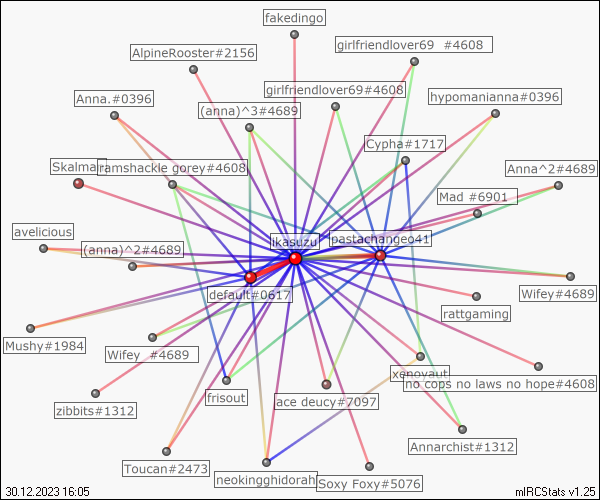 fakedingo
girlfriendlover69 #4608
AlpineRooster#2156
girlfriendlover69#4608
hypomanianna#0396
Anna.#0396
(anna)^3#4689
Cypha#1717
Skalman
ramshackle gorey#4608
Anna^2#4689
Mad #6901
avelicious
(anna)^2#4689
Ikasuzu
pastachangeo41
default#0617
Wifey#4689
rattgaming
Mushy#1984
Wifey_#4689
xenoyaut
no cops no laws no hope#4608
zibbits#1312
frisout
ace deucy#7097
Annarchist#1312
Toucan#2473
neokingghidorah
Soxy Foxy#5076
30.12.2023 16:05
mIRCStats v1.25